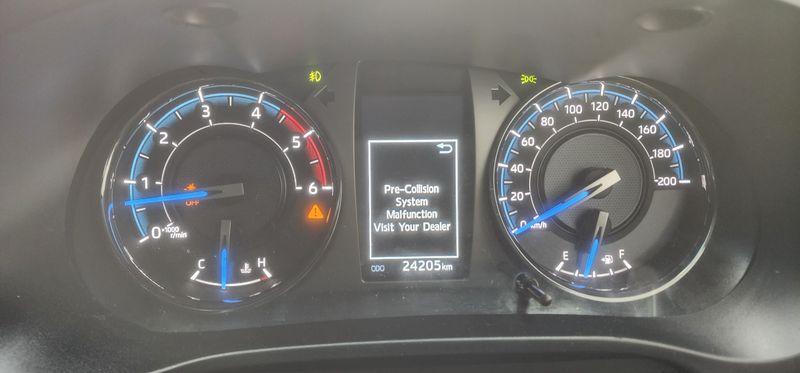 0
1
2
3
4
5
6
x1000
r/min
OFF
C
H
Pre-Collision
System
Malfunction
Visit Your Dealer
ODO 24205 km
0
20
40
60
80
100
120
140
160
180
200
km/h
E
F